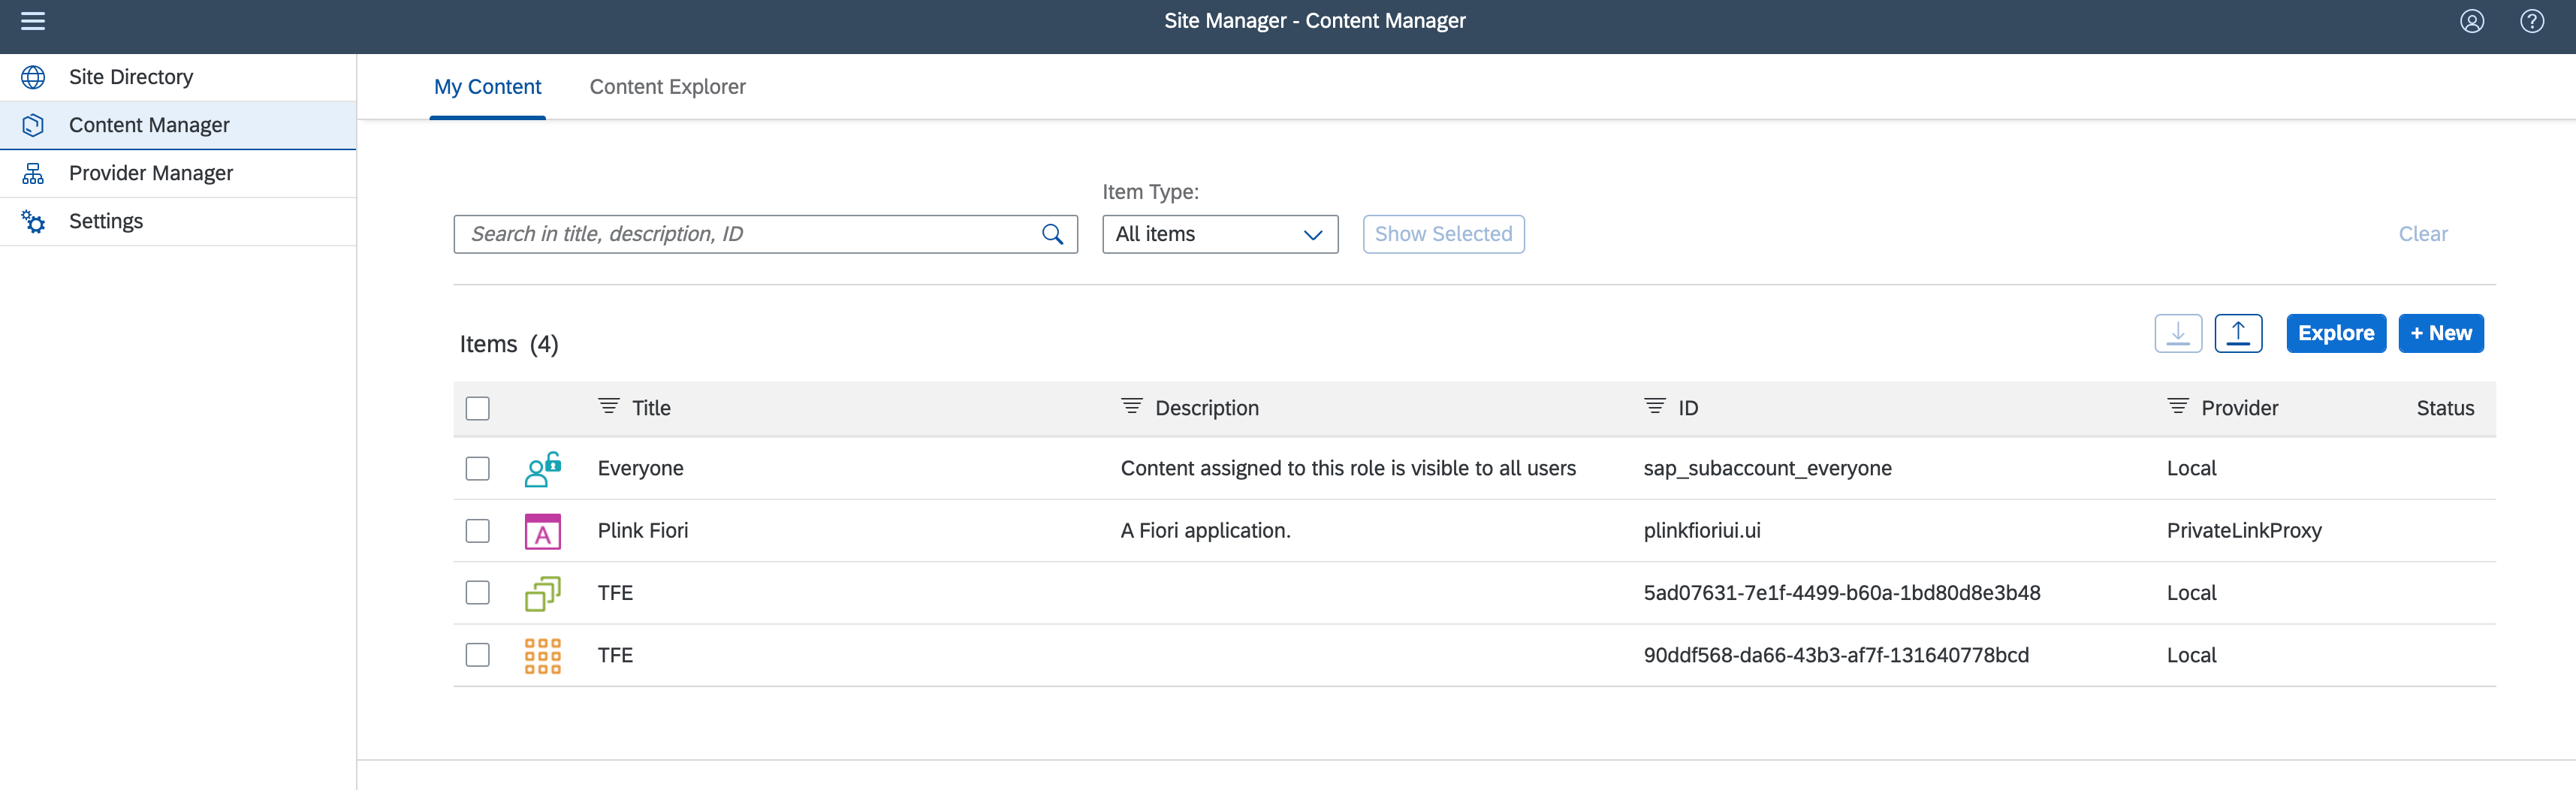 Site Manager - Content Manager
Site Directory
Content Manager
Provider Manager
Settings
My Content
Content Explorer
Item Type:
Search in title, description, ID
All items
Show Selected
Clear
Items (4)
Explore
+ New
Title Description ID Provider Status
Everyone Content assigned to this role is visible to all users sap_subaccount_everyone Local
Plink Fiori A Fiori application. plinkfioriui.ui PrivateLinkProxy
TFE 5ad07631-7e1f-4499-b60a-1bd80d8e3b48 Local
TFE 90ddf568-da66-43b3-af7f-131640778bcd Local